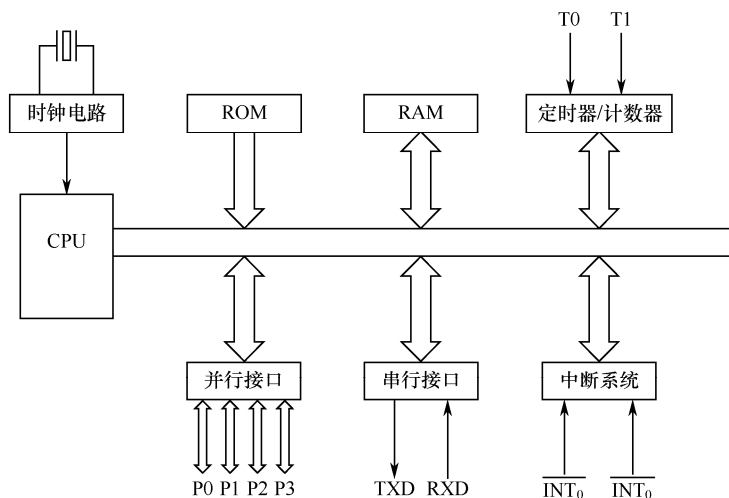 T0 T1
时钟电路 ROM RAM 定时器/计数器
CPU
并行接口 串行接口 中断系统
P0 P1 P2 P3 TXD RXD INT₀ INT₀